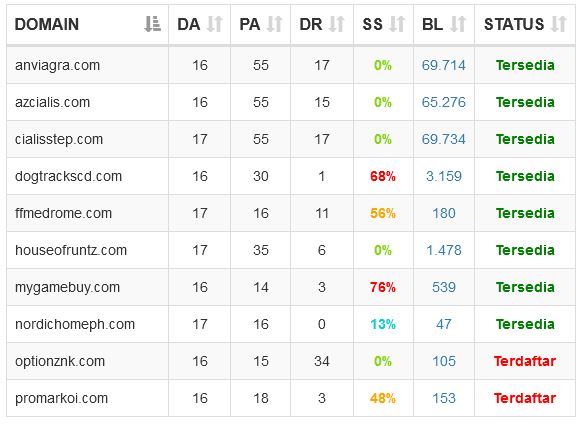 DOMAIN DA PA DR SS BL STATUS
anviagra.com 16 55 17 0% 69.714 Tersedia
azcialis.com 16 55 15 0% 65.276 Tersedia
cialisstep.com 17 55 17 0% 69.734 Tersedia
dogtrackscd.com 16 30 1 68% 3.159 Tersedia
ffmedrome.com 17 16 11 56% 180 Tersedia
houseofruntz.com 17 35 6 0% 1.478 Tersedia
mygamebuy.com 16 14 3 76% 539 Tersedia
nordichomeph.com 17 16 0 13% 47 Tersedia
optionznk.com 16 15 34 0% 105 Terdaftar
promarkoi.com 16 18 3 48% 153 Terdaftar